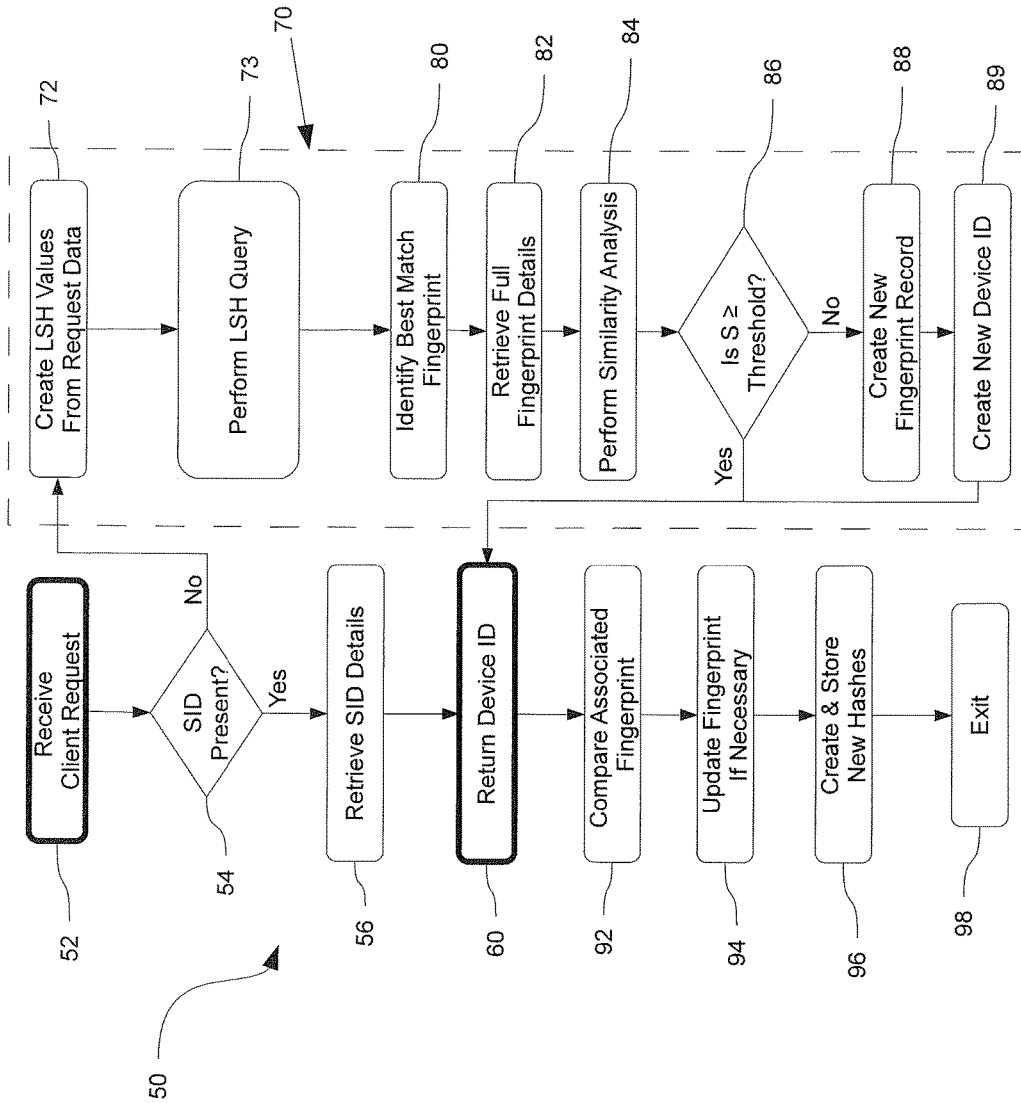 50
52
Receive
Client Request
54
SID
Present?
No
Yes
56
Retrieve SID Details
60
Return Device ID
92
Compare Associated
Fingerprint
94
Update Fingerprint
If Necessary
96
Create & Store
New Hashes
98
Exit
70
72
Create LSH Values
From Request Data
73
Perform LSH Query
80
Identify Best Match
Fingerprint
82
Retrieve Full
Fingerprint Details
84
Perform Similarity Analysis
86
Is S ≥
Threshold?
Yes
No
88
Create New
Fingerprint Record
89
Create New Device ID